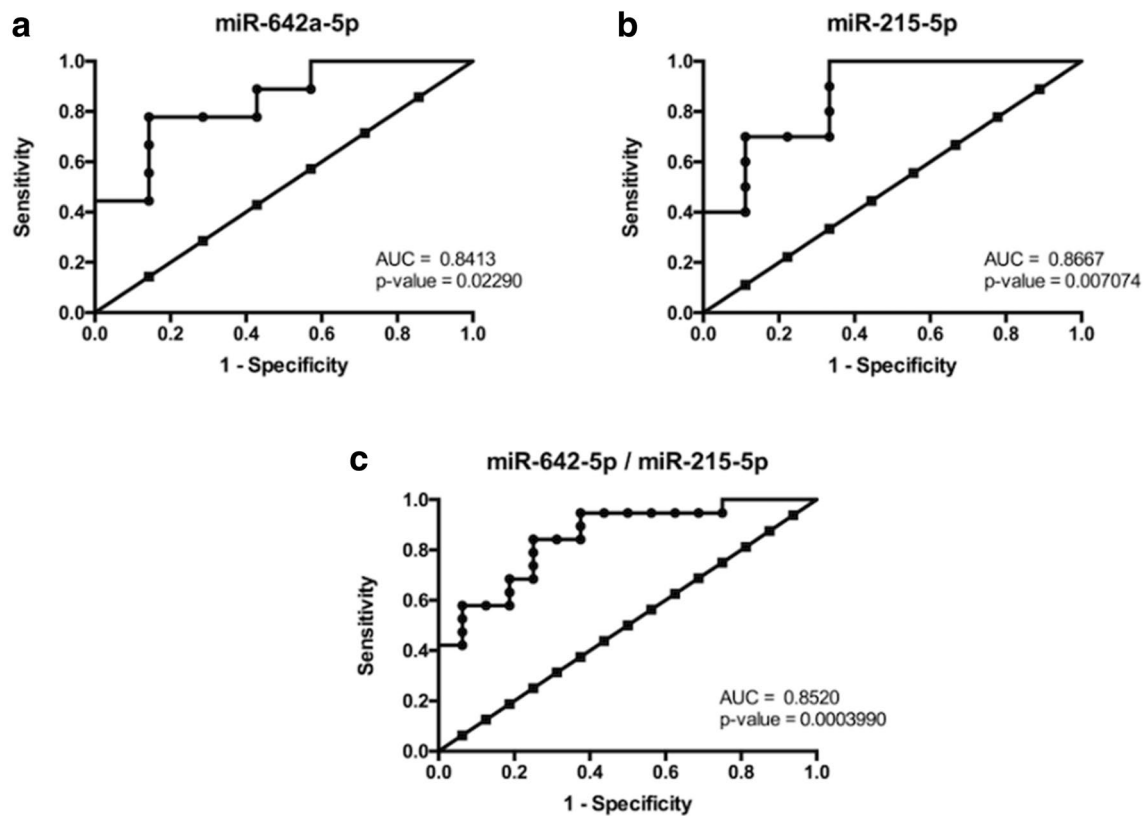 a
miR-642a-5p
Sensitivity
1.0
0.8
0.6
0.4
0.2
0.0
0.0 0.2 0.4 0.6 0.8 1.0
1 - Specificity
AUC = 0.8413
p-value = 0.02290
b
miR-215-5p
Sensitivity
1.0
0.8
0.6
0.4
0.2
0.0
0.0 0.2 0.4 0.6 0.8 1.0
1 - Specificity
AUC = 0.8667
p-value = 0.007074
c
miR-642-5p / miR-215-5p
Sensitivity
1.0
0.8
0.6
0.4
0.2
0.0
0.0 0.2 0.4 0.6 0.8 1.0
1 - Specificity
AUC = 0.8520
p-value = 0.0003990